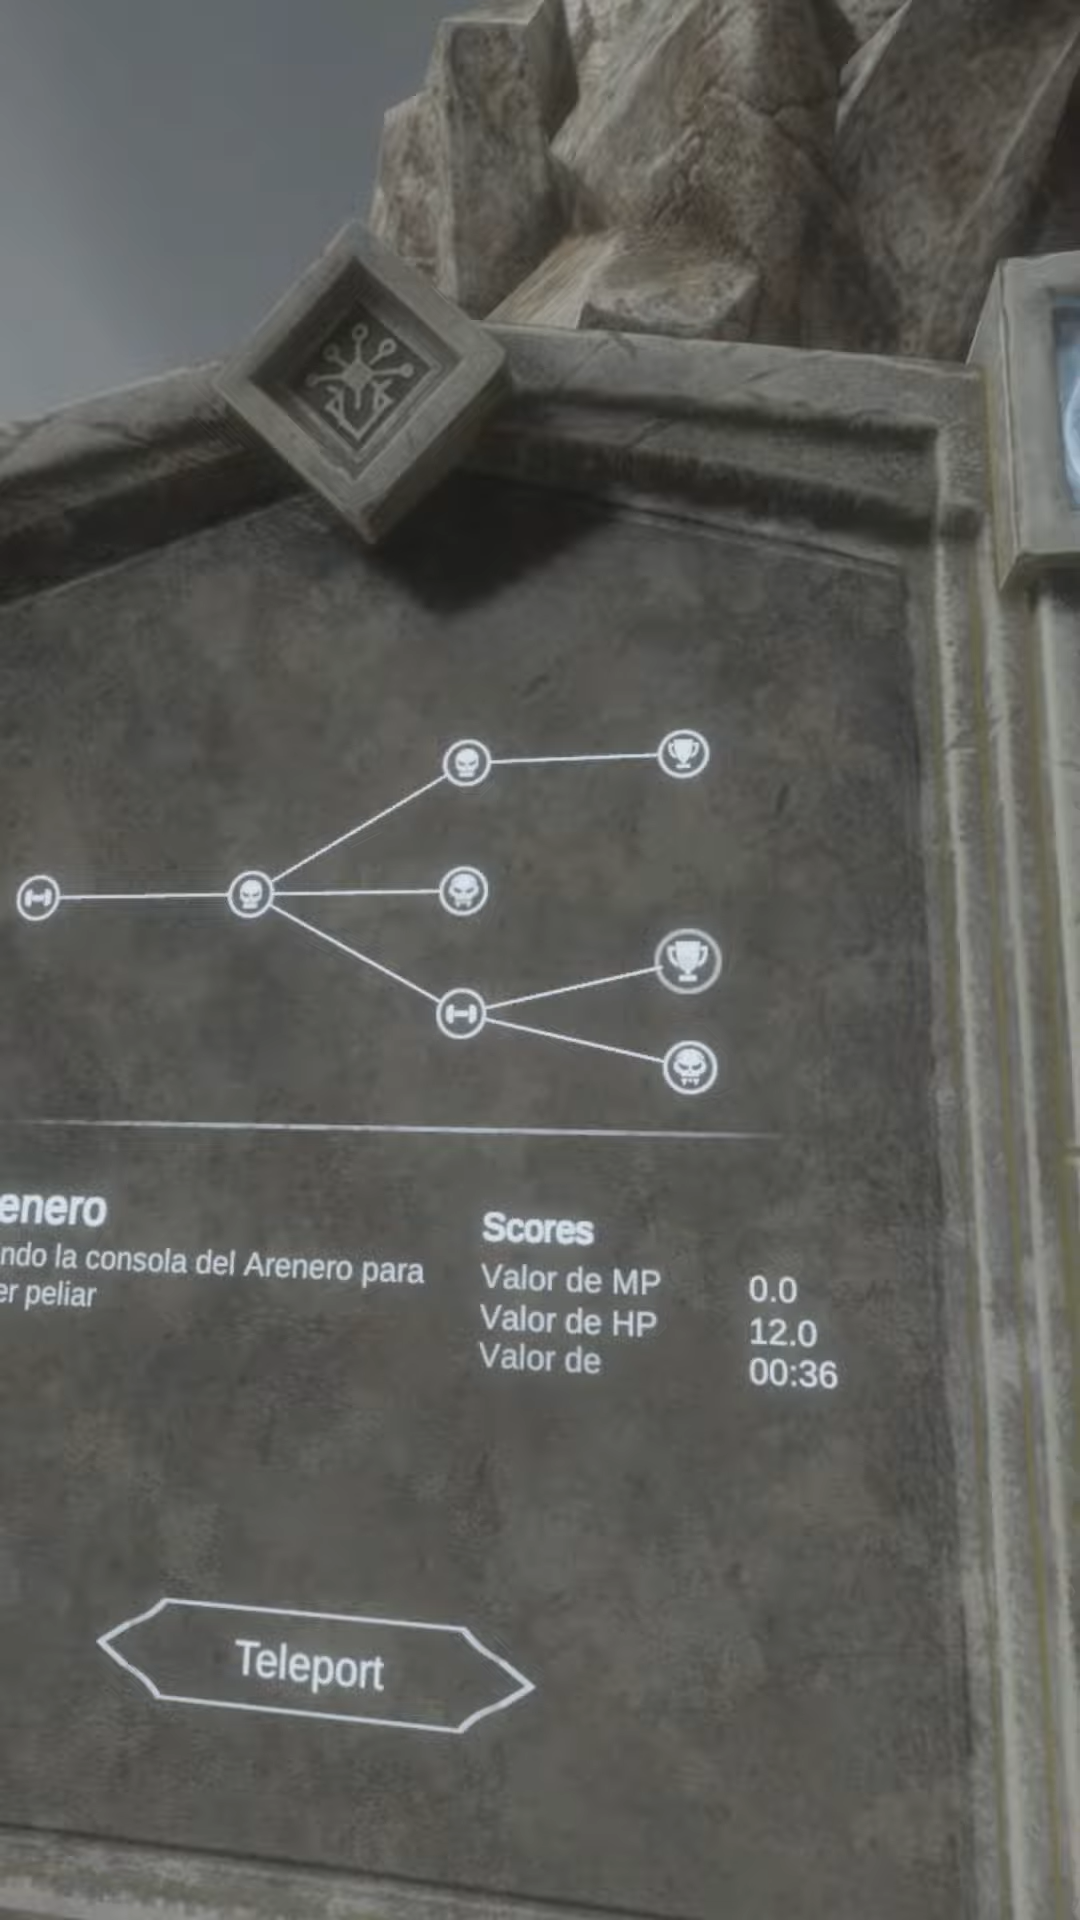 enero
ndo la consola del Arenero para
er peliar
Scores
Valor de MP 0.0
Valor de HP 12.0
Valor de 00:36
Teleport